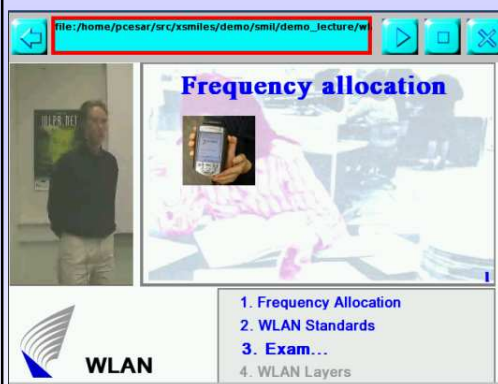 file:/home/pcesar/src/xsmiles/demo/smil/demo_lecture/wl
Frequency allocation
1. Frequency Allocation
2. WLAN Standards
3. Exam...
4. WLAN Layers
WLAN